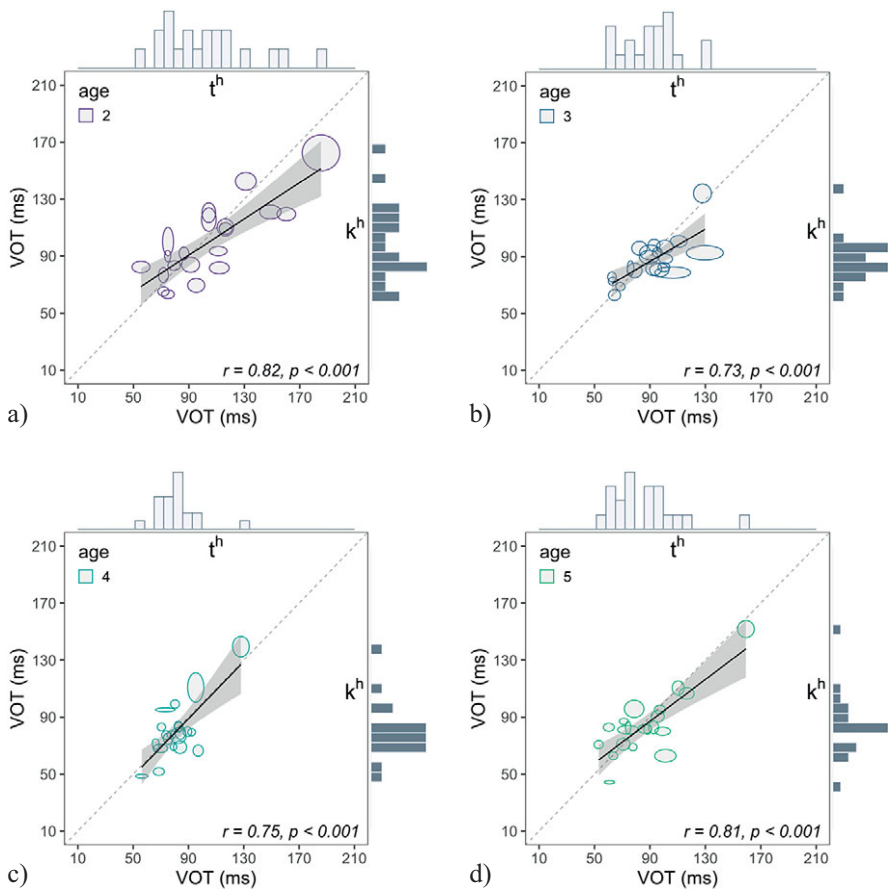 tʰ
age
2
210
170
130
90
50
10
VOT (ms)
kʰ
r = 0.82, p < 0.001
10 50 90 130 170 210
VOT (ms)
a)
tʰ
age
3
210
170
130
90
50
10
VOT (ms)
kʰ
r = 0.73, p < 0.001
10 50 90 130 170 210
VOT (ms)
b)
tʰ
age
4
210
170
130
90
50
10
VOT (ms)
kʰ
r = 0.75, p < 0.001
10 50 90 130 170 210
VOT (ms)
c)
tʰ
age
5
210
170
130
90
50
10
VOT (ms)
kʰ
r = 0.81, p < 0.001
10 50 90 130 170 210
VOT (ms)
d)